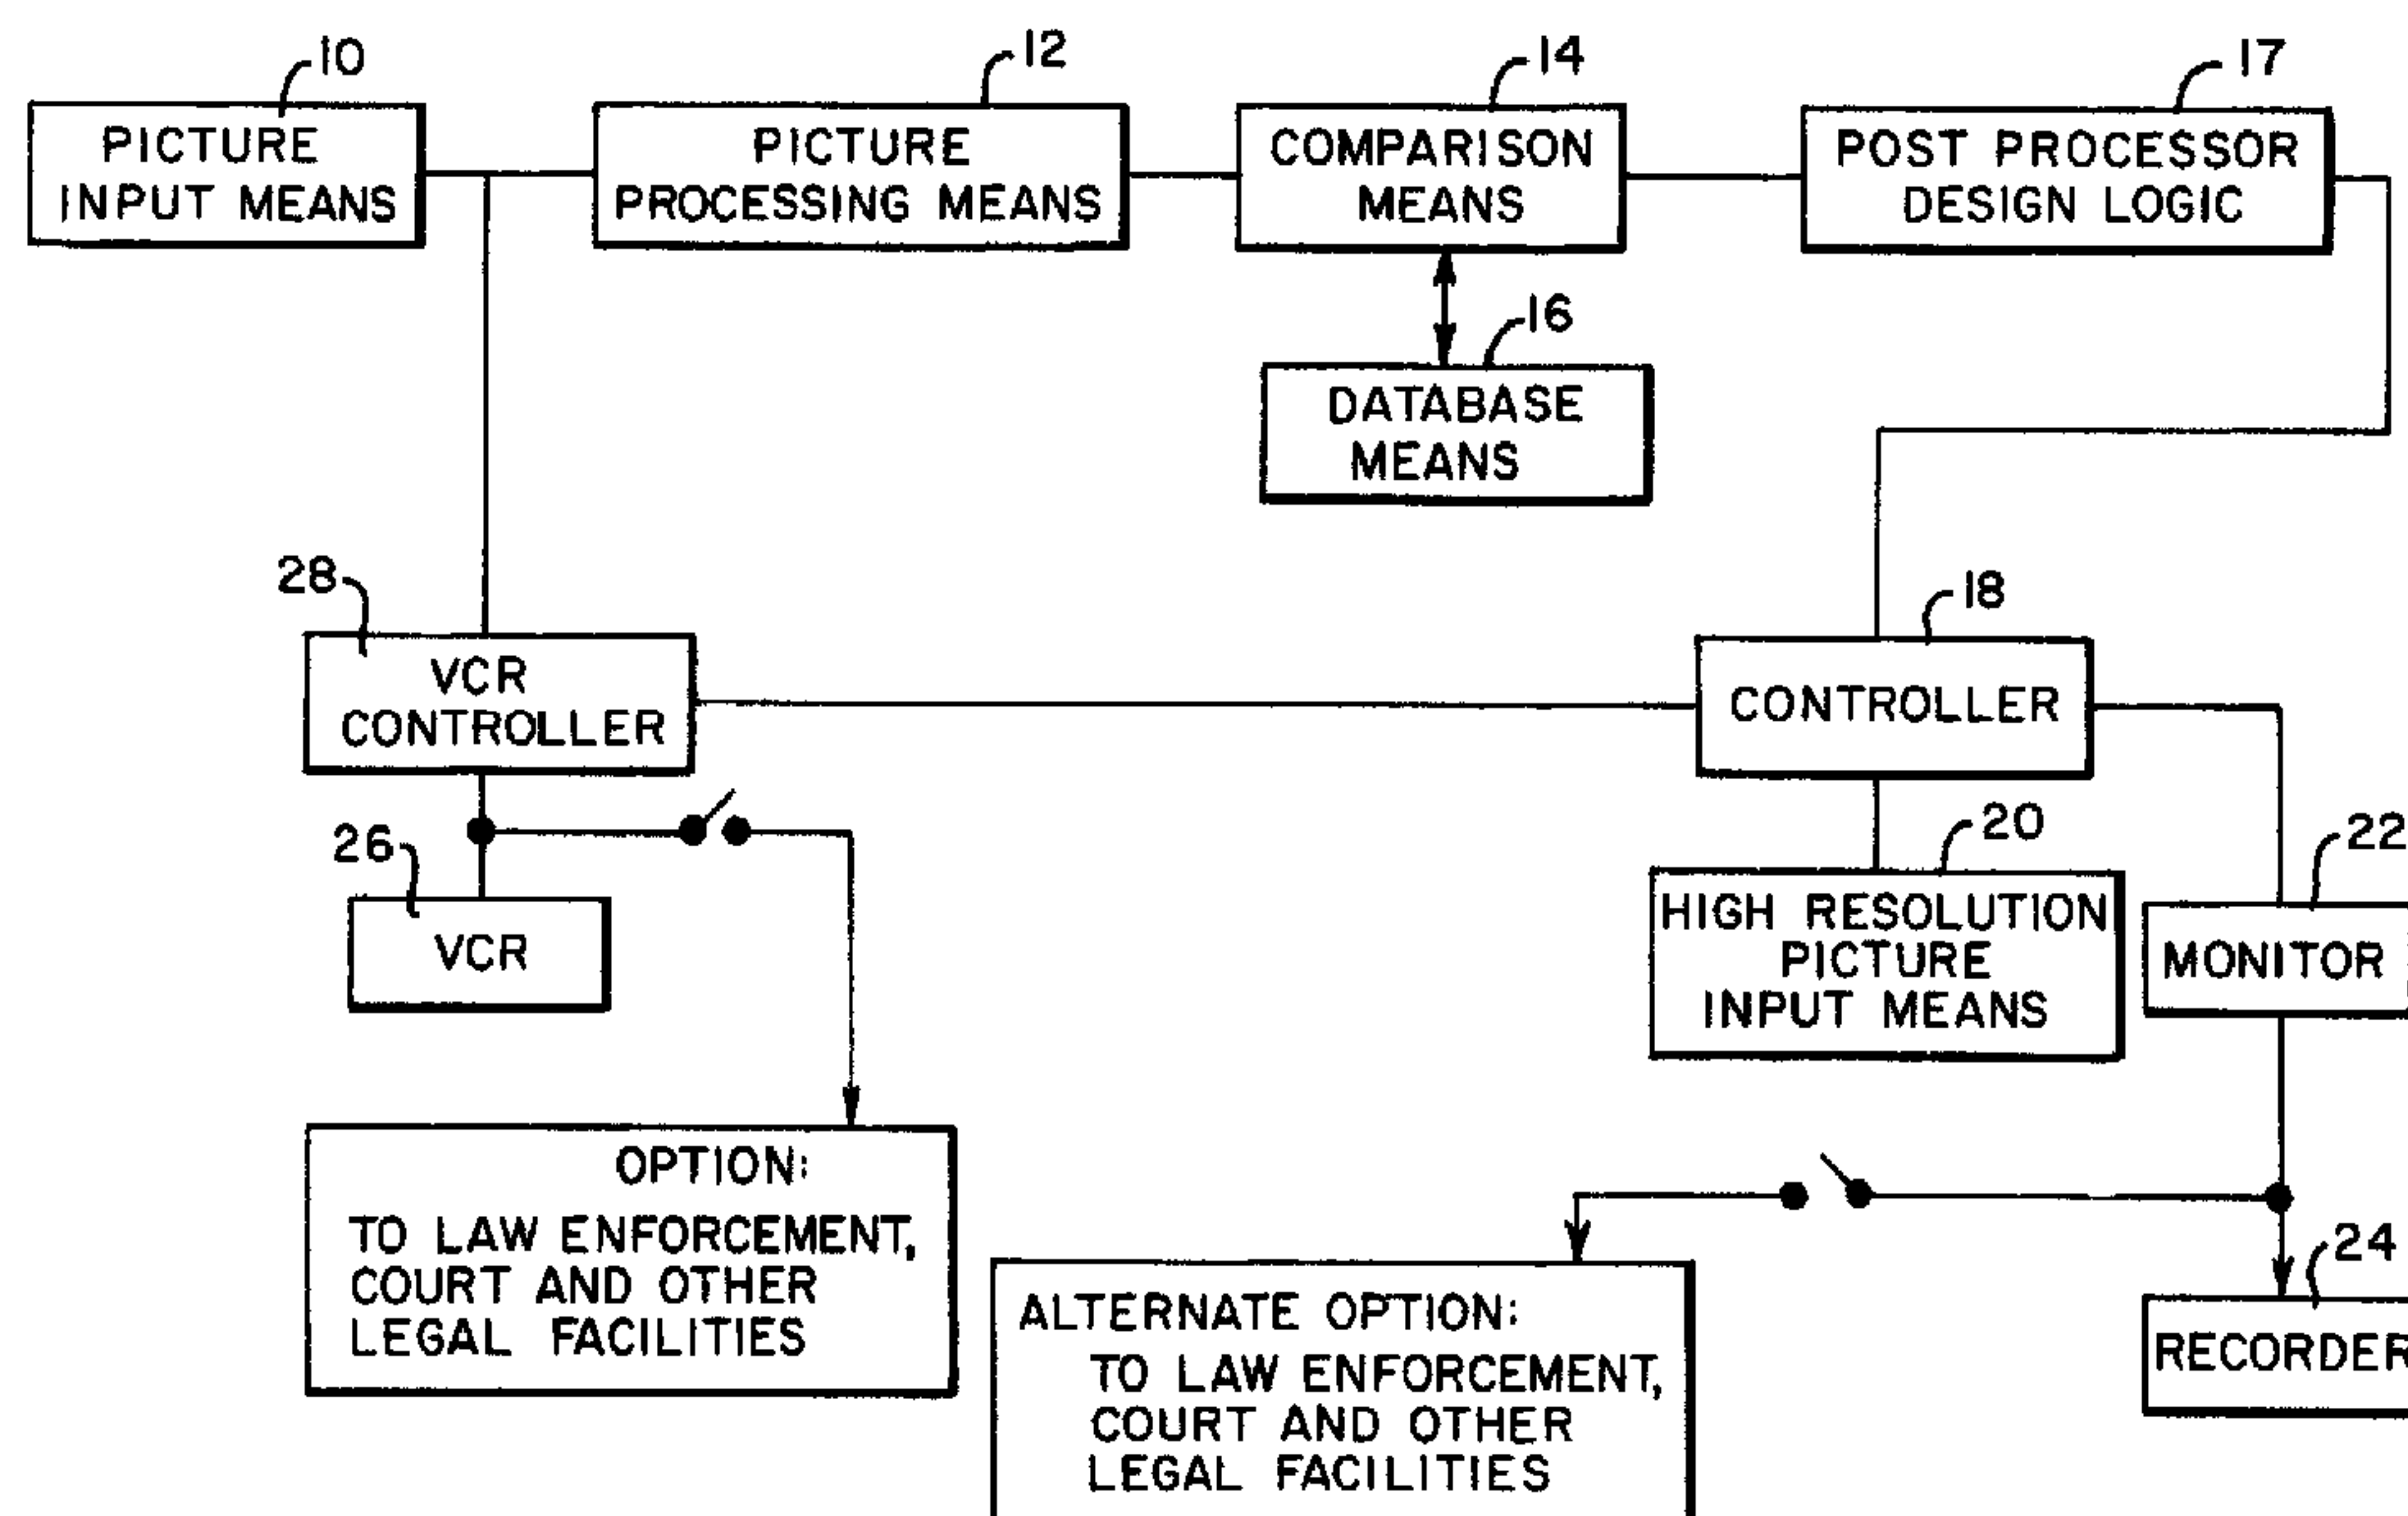 10
PICTURE
INPUT MEANS
12
PICTURE
PROCESSING MEANS
14
COMPARISON
MEANS
17
POST PROCESSOR
DESIGN LOGIC
16
DATABASE
MEANS
28
VCR
CONTROLLER
18
CONTROLLER
26
VCR
20
HIGH RESOLUTION
PICTURE
INPUT MEANS
22
MONITOR
OPTION:
TO LAW ENFORCEMENT,
COURT AND OTHER
LEGAL FACILITIES
ALTERNATE OPTION:
TO LAW ENFORCEMENT,
COURT AND OTHER
LEGAL FACILITIES
24
RECORDER